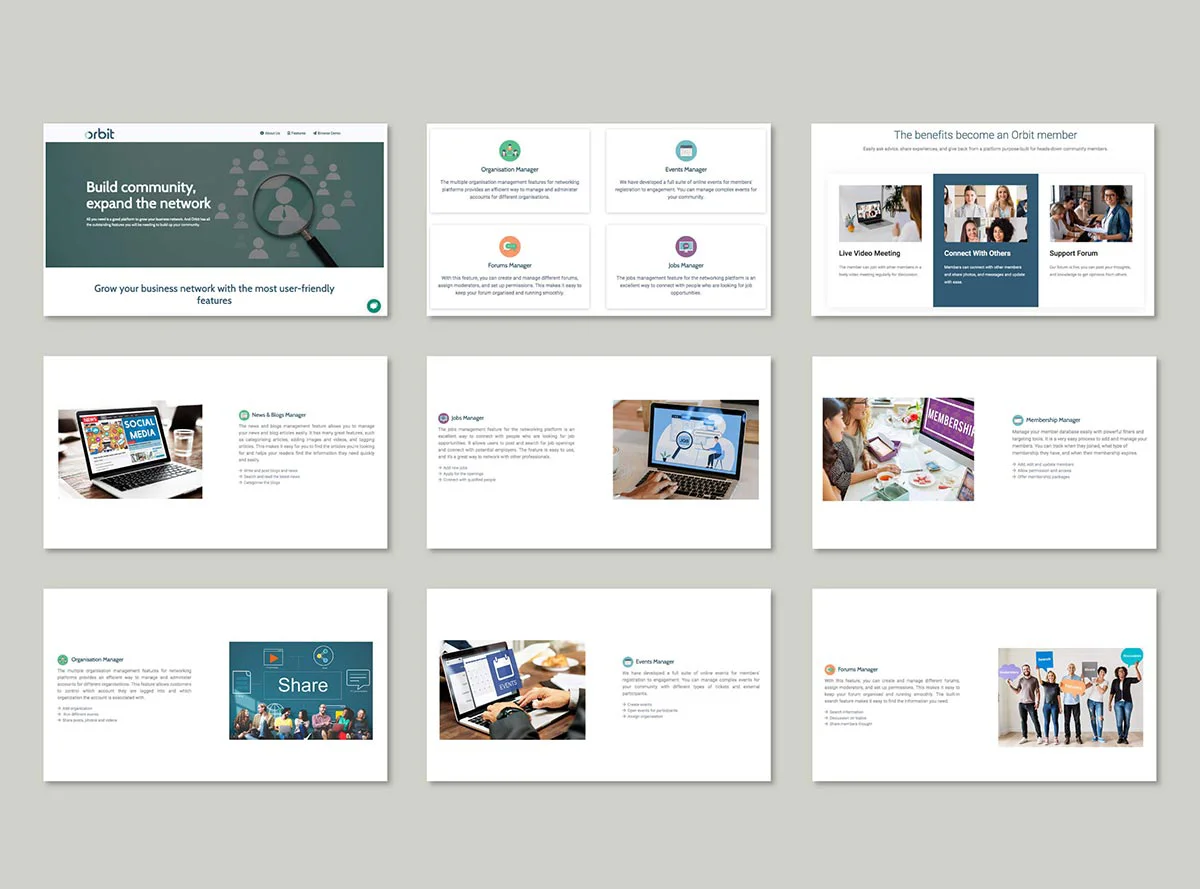 orbit
About Us
Features
Browse Demo
Build community,
expand the network
All you need is a good platform to grow your business network. And Orbit has all
the outstanding features you will be needing to build up your community.
Grow your business network with the most user-friendly
features
Organisation Manager
The multiple organisation management features for networking
platforms provides an efficient way to manage and administer
accounts for different organisations.
Events Manager
We have developed a full suite of online events for members'
registration to engagement. You can manage complex events for
your community.
Forums Manager
With this feature, you can create and manage different forums,
assign moderators, and set up permissions. This makes it easy to
keep your forum organised and running smoothly.
Jobs Manager
The jobs management feature for the networking platform is an
excellent way to connect with people who are looking for job
opportunities.
The benefits become an Orbit member
Easily ask advice, share experiences, and give back from a platform purpose-built for heads-down community members.
Live Video Meeting
The member can join with other members in a
lively video meeting regularly for discussion.
Connect With Others
Members can connect with other members
and share photos, and messages and update
with ease.
Support Forum
Our forum is live you can post your thoughts,
and knowledge to get opinions from others.
NEWS
SOCIAL
MEDIA
News & Blogs Manager
The news and blogs management feature allows you to manage
your news and blog articles easily. It has many great features, such
as categorising articles, adding images and videos, and tagging
articles. This makes it easy for you to find the articles you're looking
for and helps your readers find the information they need quickly
and easily.
Write and post blogs and news
Search and read the latest news
Categorise the blogs
Jobs Manager
The jobs management feature for the networking platform is an
excellent way to connect with people who are looking for job
opportunities. It allows users to post and search for job openings
and connect with potential employers. The feature is easy to use,
and it's a great way to network with other professionals.
Add new jobs
Apply for the openings
Connect with qualified people
JOBS
MEMBERSHIP
Membership Manager
Manage your member database easily with powerful filters and
targeting tools. It is a very easy process to add and manage your
members. You can track when they joined, what type of
membership they have, and when their membership expires.
Add, edit and update members
Allow permission and access
Offer membership packages
Organisation Manager
The multiple organisation management features for networking
platforms provides an efficient way to manage and administer
accounts for different organisations. This feature allows customers
to control which account they are logged into and which
organisation the account is associated with.
Add organisation
Run different events
Share posts, photos and videos
Share
EVENTS
Events Manager
We have developed a full suite of online events for members'
registration to engagement. You can manage complex events for
your community with different types of tickets and external
participants.
Create events
Open events for participants
Assign organisation
Forums Manager
With this feature, you can create and manage different forums,
assign moderators, and set up permissions. This makes it easy to
keep your forum organised and running smoothly. The built-in
search feature makes it easy to find the information you need.
Search information
Discussion on topics
Share members thought
Search
Discussion